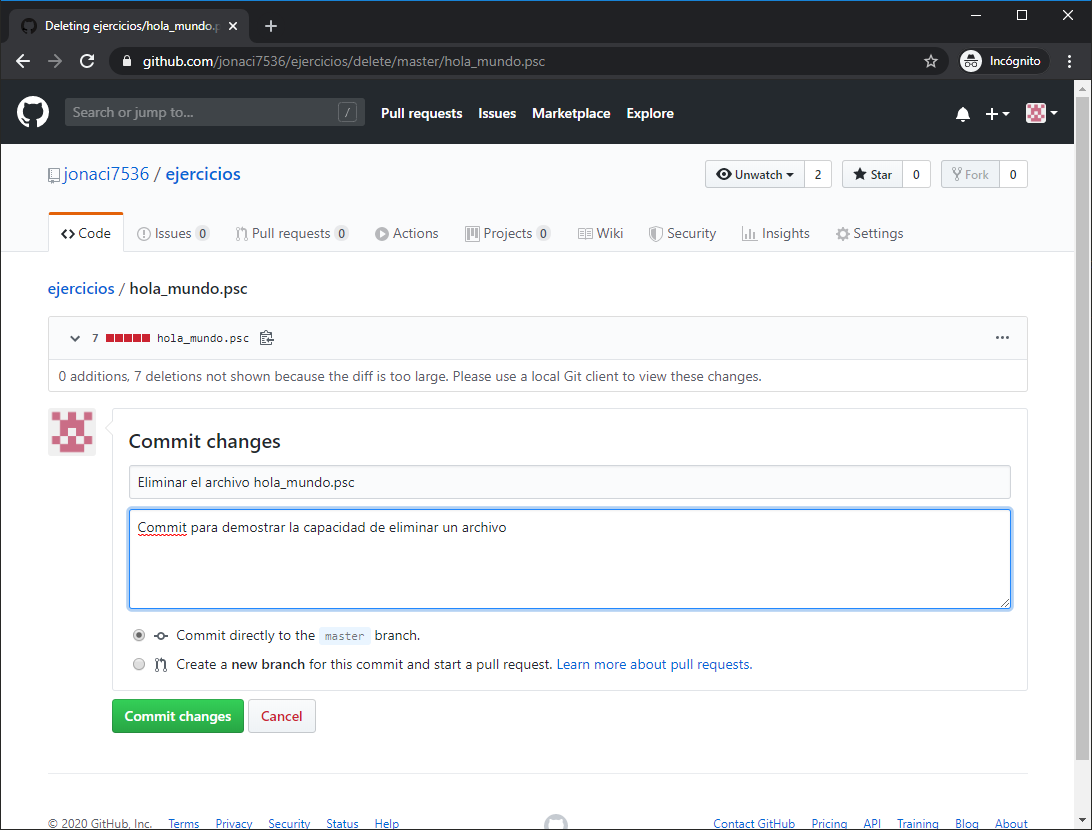 Deleting ejercicios/hola_mundo.p
github.com/jonaci7536/ejercicios/delete/master/hola_mundo.psc
Incógnito
Search or jump to...
/
Pull requests
Issues
Marketplace
Explore
jonaci7536 / ejercicios
Unwatch 2
Star 0
Fork 0
Code
Issues 0
Pull requests 0
Actions
Projects 0
Wiki
Security
Insights
Settings
ejercicios / hola_mundo.psc
7 hola_mundo.psc
0 additions, 7 deletions not shown because the diff is too large. Please use a local Git client to view these changes.
Commit changes
Eliminar el archivo hola_mundo.psc
Commit para demostrar la capacidad de eliminar un archivo
Commit directly to the master branch.
Create a new branch for this commit and start a pull request. Learn more about pull requests.
Commit changes
Cancel
© 2020 GitHub, Inc.
Terms
Privacy
Security
Status
Help
Contact GitHub
Pricing
API
Training
Blog
About